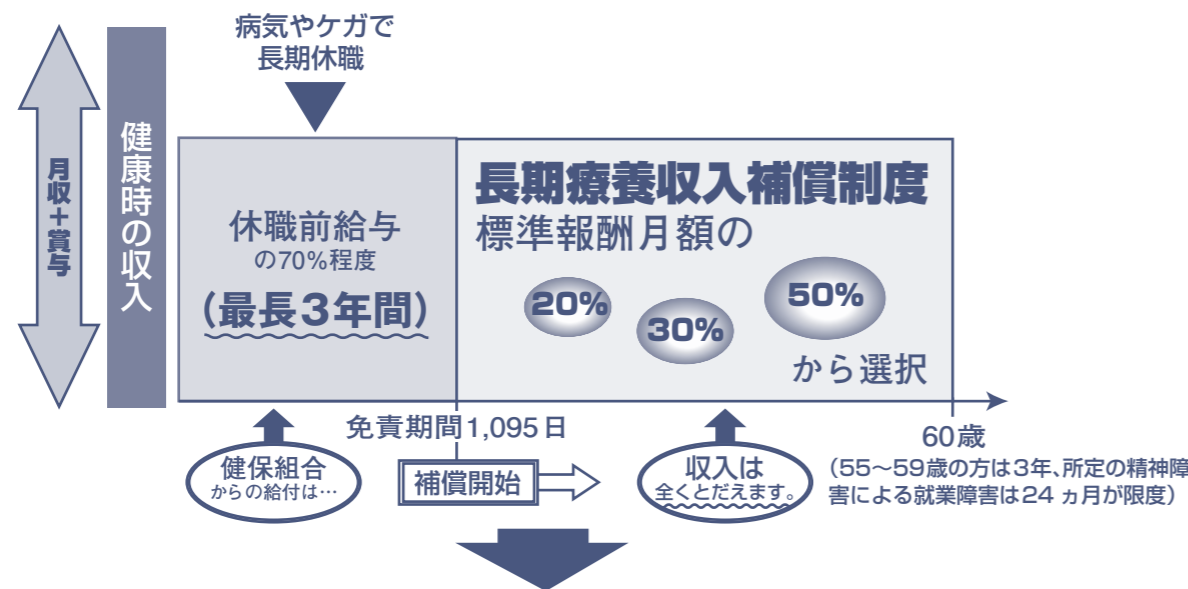 病気やケガで
長期休職
月収＋賞与
健康時の収入
休職前給与
の70%程度
（最長3年間）
長期療養収入補償制度
標準報酬月額の
20%
30%
50%
から選択
免責期間1,095日
60歳
（55〜59歳の方は3年、所定の精神障
害による就業障害は24ヵ月が限度）
健保組合
からの給付は…
補償開始
収入は
全くとだえます。